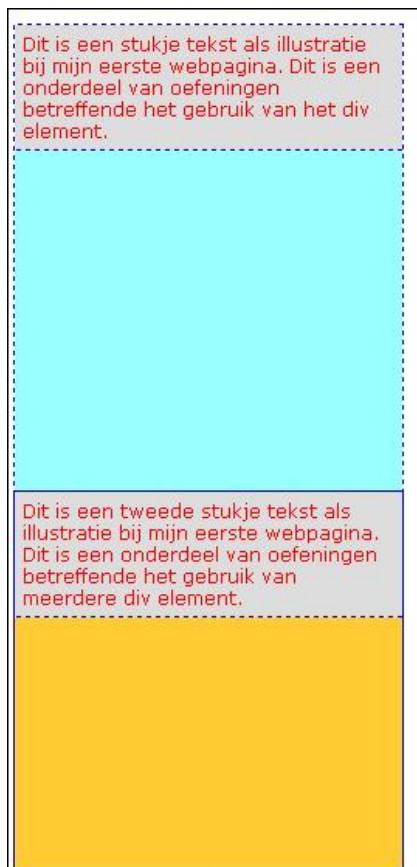 Dit is een stukje tekst als illustratie
bij mijn eerste webpagina. Dit is een
onderdeel van oefeningen
betreffende het gebruik van het div
element.
Dit is een tweede stukje tekst als
illustratie bij mijn eerste webpagina.
Dit is een onderdeel van oefeningen
betreffende het gebruik van
meerdere div element.